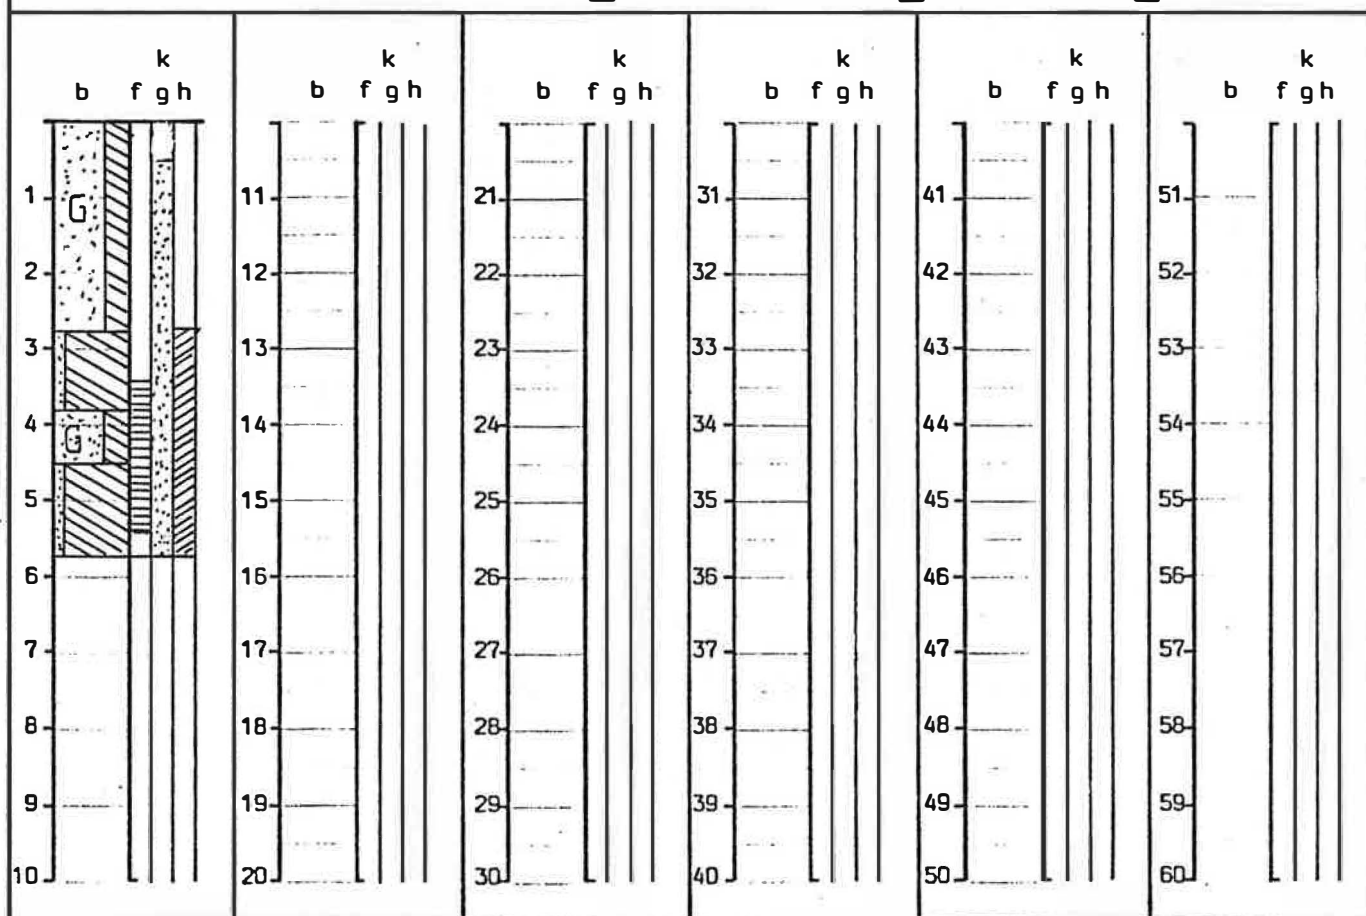 k k k k k k
b f g h b f g h b f g h b f g h b f g h b f g h
1 11 21 31 41 51
G
2 12 22 32 42 52
3 13 23 33 43 53
4 14 24 34 44 54
G
5 15 25 35 45 55
6 16 26 36 46 56
7 17 27 37 47 57
8 18 28 38 48 58
9 19 29 39 49 59
10 20 30 40 50 60